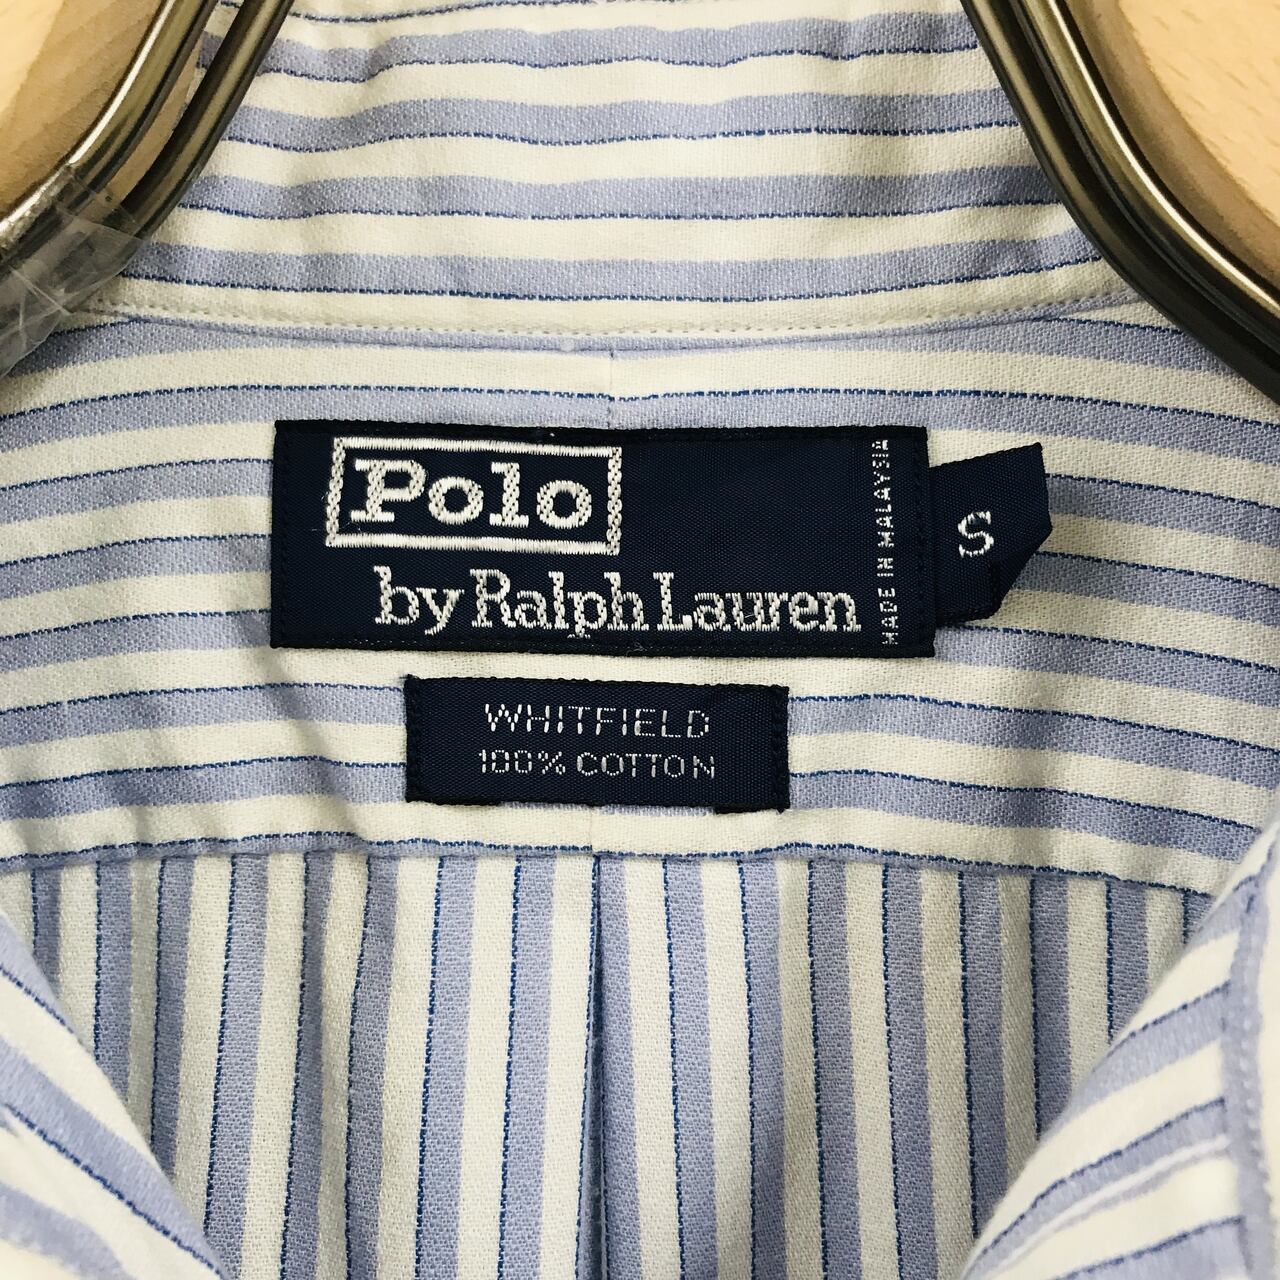 Polo
by Ralph Lauren
MADE IN MALAYSIA
S
WHITFIELD
100% COTTON